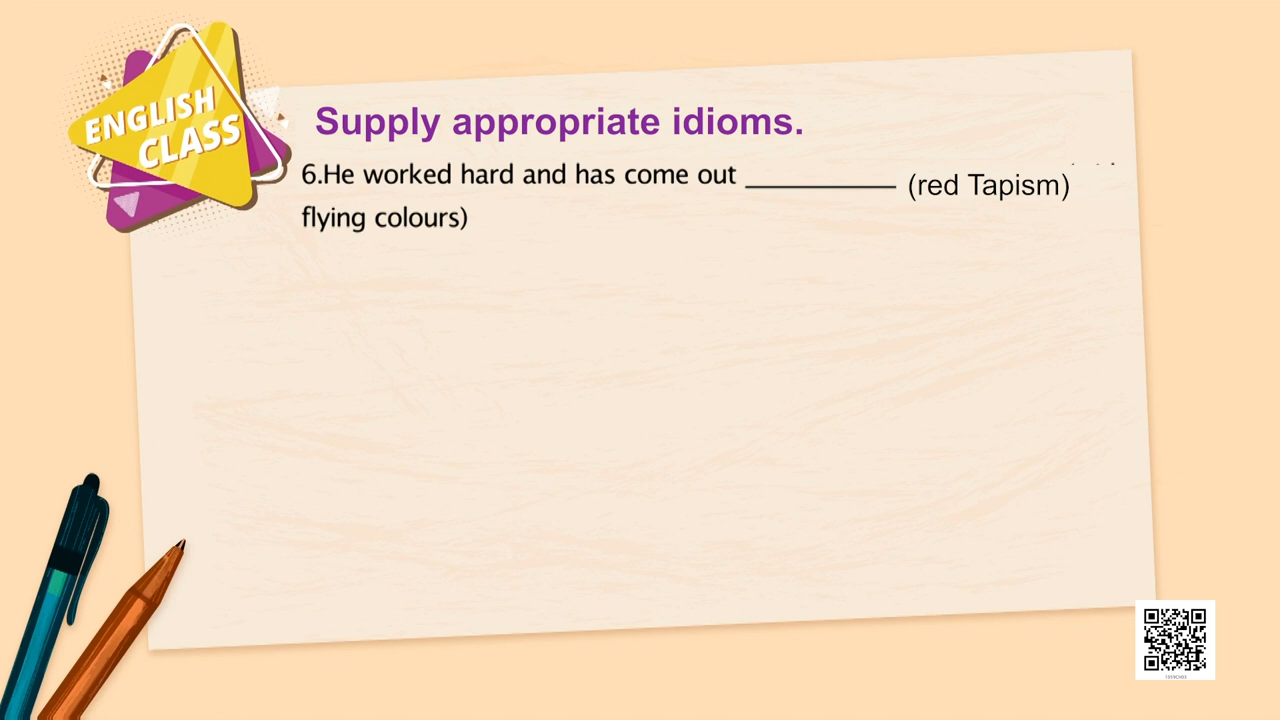 ENGLISH
CLASS
Supply appropriate idioms.
6.He worked hard and has come out __________ (red Tapism)
flying colours)